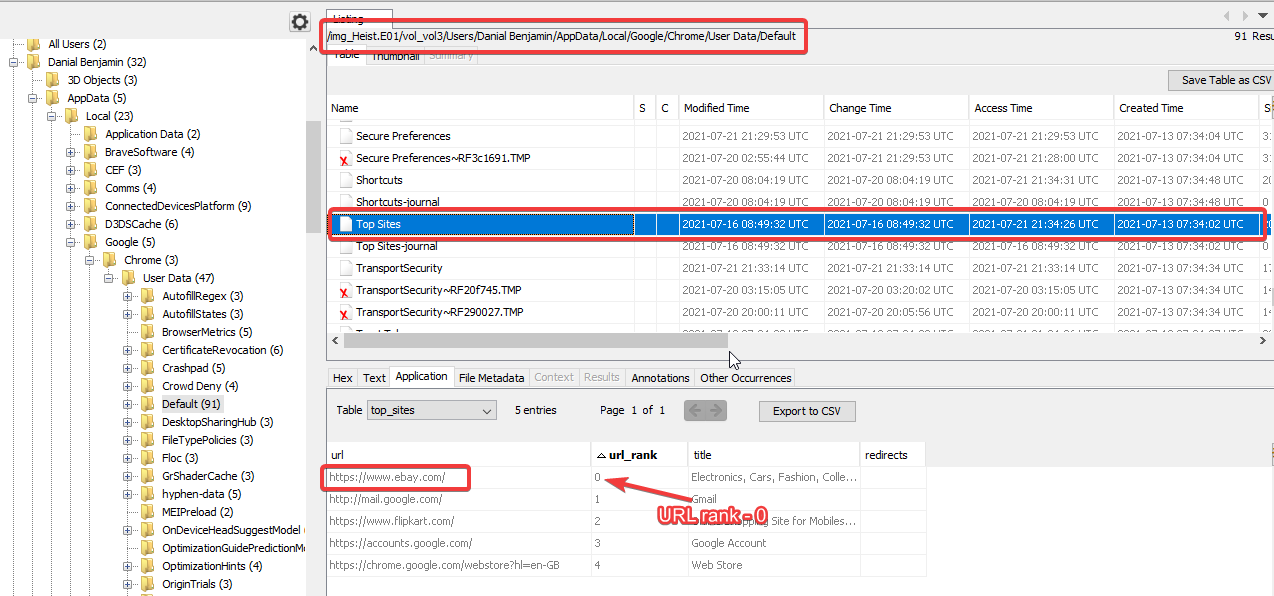 Listing
/img_Heist.E01/vol_vol3/Users/Danial Benjamin/AppData/Local/Google/Chrome/User Data/Default
91 Resu
Table Thumbnail Summary
Save Table as CSV
All Users (2)
Danial Benjamin (32)
3D Objects (3)
AppData (5)
Local (23)
Application Data (2)
BraveSoftware (4)
CEF (3)
Comms (4)
ConnectedDevicesPlatform (9)
D3DSCache (6)
Google (5)
Chrome (3)
User Data (47)
AutofillRegex (3)
AutofillStates (3)
BrowserMetrics (5)
CertificateRevocation (6)
Crashpad (5)
Crowd Deny (4)
Default (91)
DesktopSharingHub (3)
FileTypePolicies (3)
Floc (3)
GrShaderCache (3)
hyphen-data (5)
MEIPreload (2)
OnDeviceHeadSuggestModel
OptimizationGuidePredictionMo
OptimizationHints (4)
OriginTrials (3)
Name S C Modified Time Change Time Access Time Created Time S
Secure Preferences 2021-07-21 21:29:53 UTC 2021-07-21 21:29:53 UTC 2021-07-21 21:29:53 UTC 2021-07-13 07:34:04 UTC 31
Secure Preferences~RF3c1691.TMP 2021-07-20 02:55:44 UTC 2021-07-21 21:29:53 UTC 2021-07-21 21:28:00 UTC 2021-07-13 07:34:04 UTC 31
Shortcuts 2021-07-20 08:04:19 UTC 2021-07-20 08:04:19 UTC 2021-07-21 21:34:31 UTC 2021-07-13 07:34:48 UTC 20
Shortcuts-journal 2021-07-20 08:04:19 UTC 2021-07-20 08:04:19 UTC 2021-07-20 08:04:19 UTC 2021-07-13 07:34:48 UTC 0
Top Sites 2021-07-16 08:49:32 UTC 2021-07-16 08:49:32 UTC 2021-07-21 21:34:26 UTC 2021-07-13 07:34:02 UTC 20
Top Sites-journal 2021-07-16 08:49:32 UTC 2021-07-16 08:49:32 UTC 2021-07-16 08:49:32 UTC 2021-07-13 07:34:02 UTC 0
TransportSecurity 2021-07-21 21:33:14 UTC 2021-07-21 21:33:14 UTC 2021-07-21 21:33:14 UTC 2021-07-13 07:34:34 UTC 17
TransportSecurity~RF20f745.TMP 2021-07-20 03:15:05 UTC 2021-07-20 03:20:02 UTC 2021-07-20 03:15:05 UTC 2021-07-13 07:34:34 UTC 14
TransportSecurity~RF290027.TMP 2021-07-20 20:00:11 UTC 2021-07-20 20:05:56 UTC 2021-07-20 20:00:11 UTC 2021-07-13 07:34:34 UTC 14
Hex Text Application File Metadata Context Results Annotations Other Occurrences
Table top_sites 5 entries Page 1 of 1 Export to CSV
url url_rank title redirects
https://www.ebay.com/ 0 Electronics, Cars, Fashion, Colle...
http://mail.google.com/ 1 Gmail
https://www.flipkart.com/ 2 Shopping Site for Mobiles...
URL rank - 0
https://accounts.google.com/ 3 Google Account
https://chrome.google.com/webstore?hl=en-GB 4 Web Store